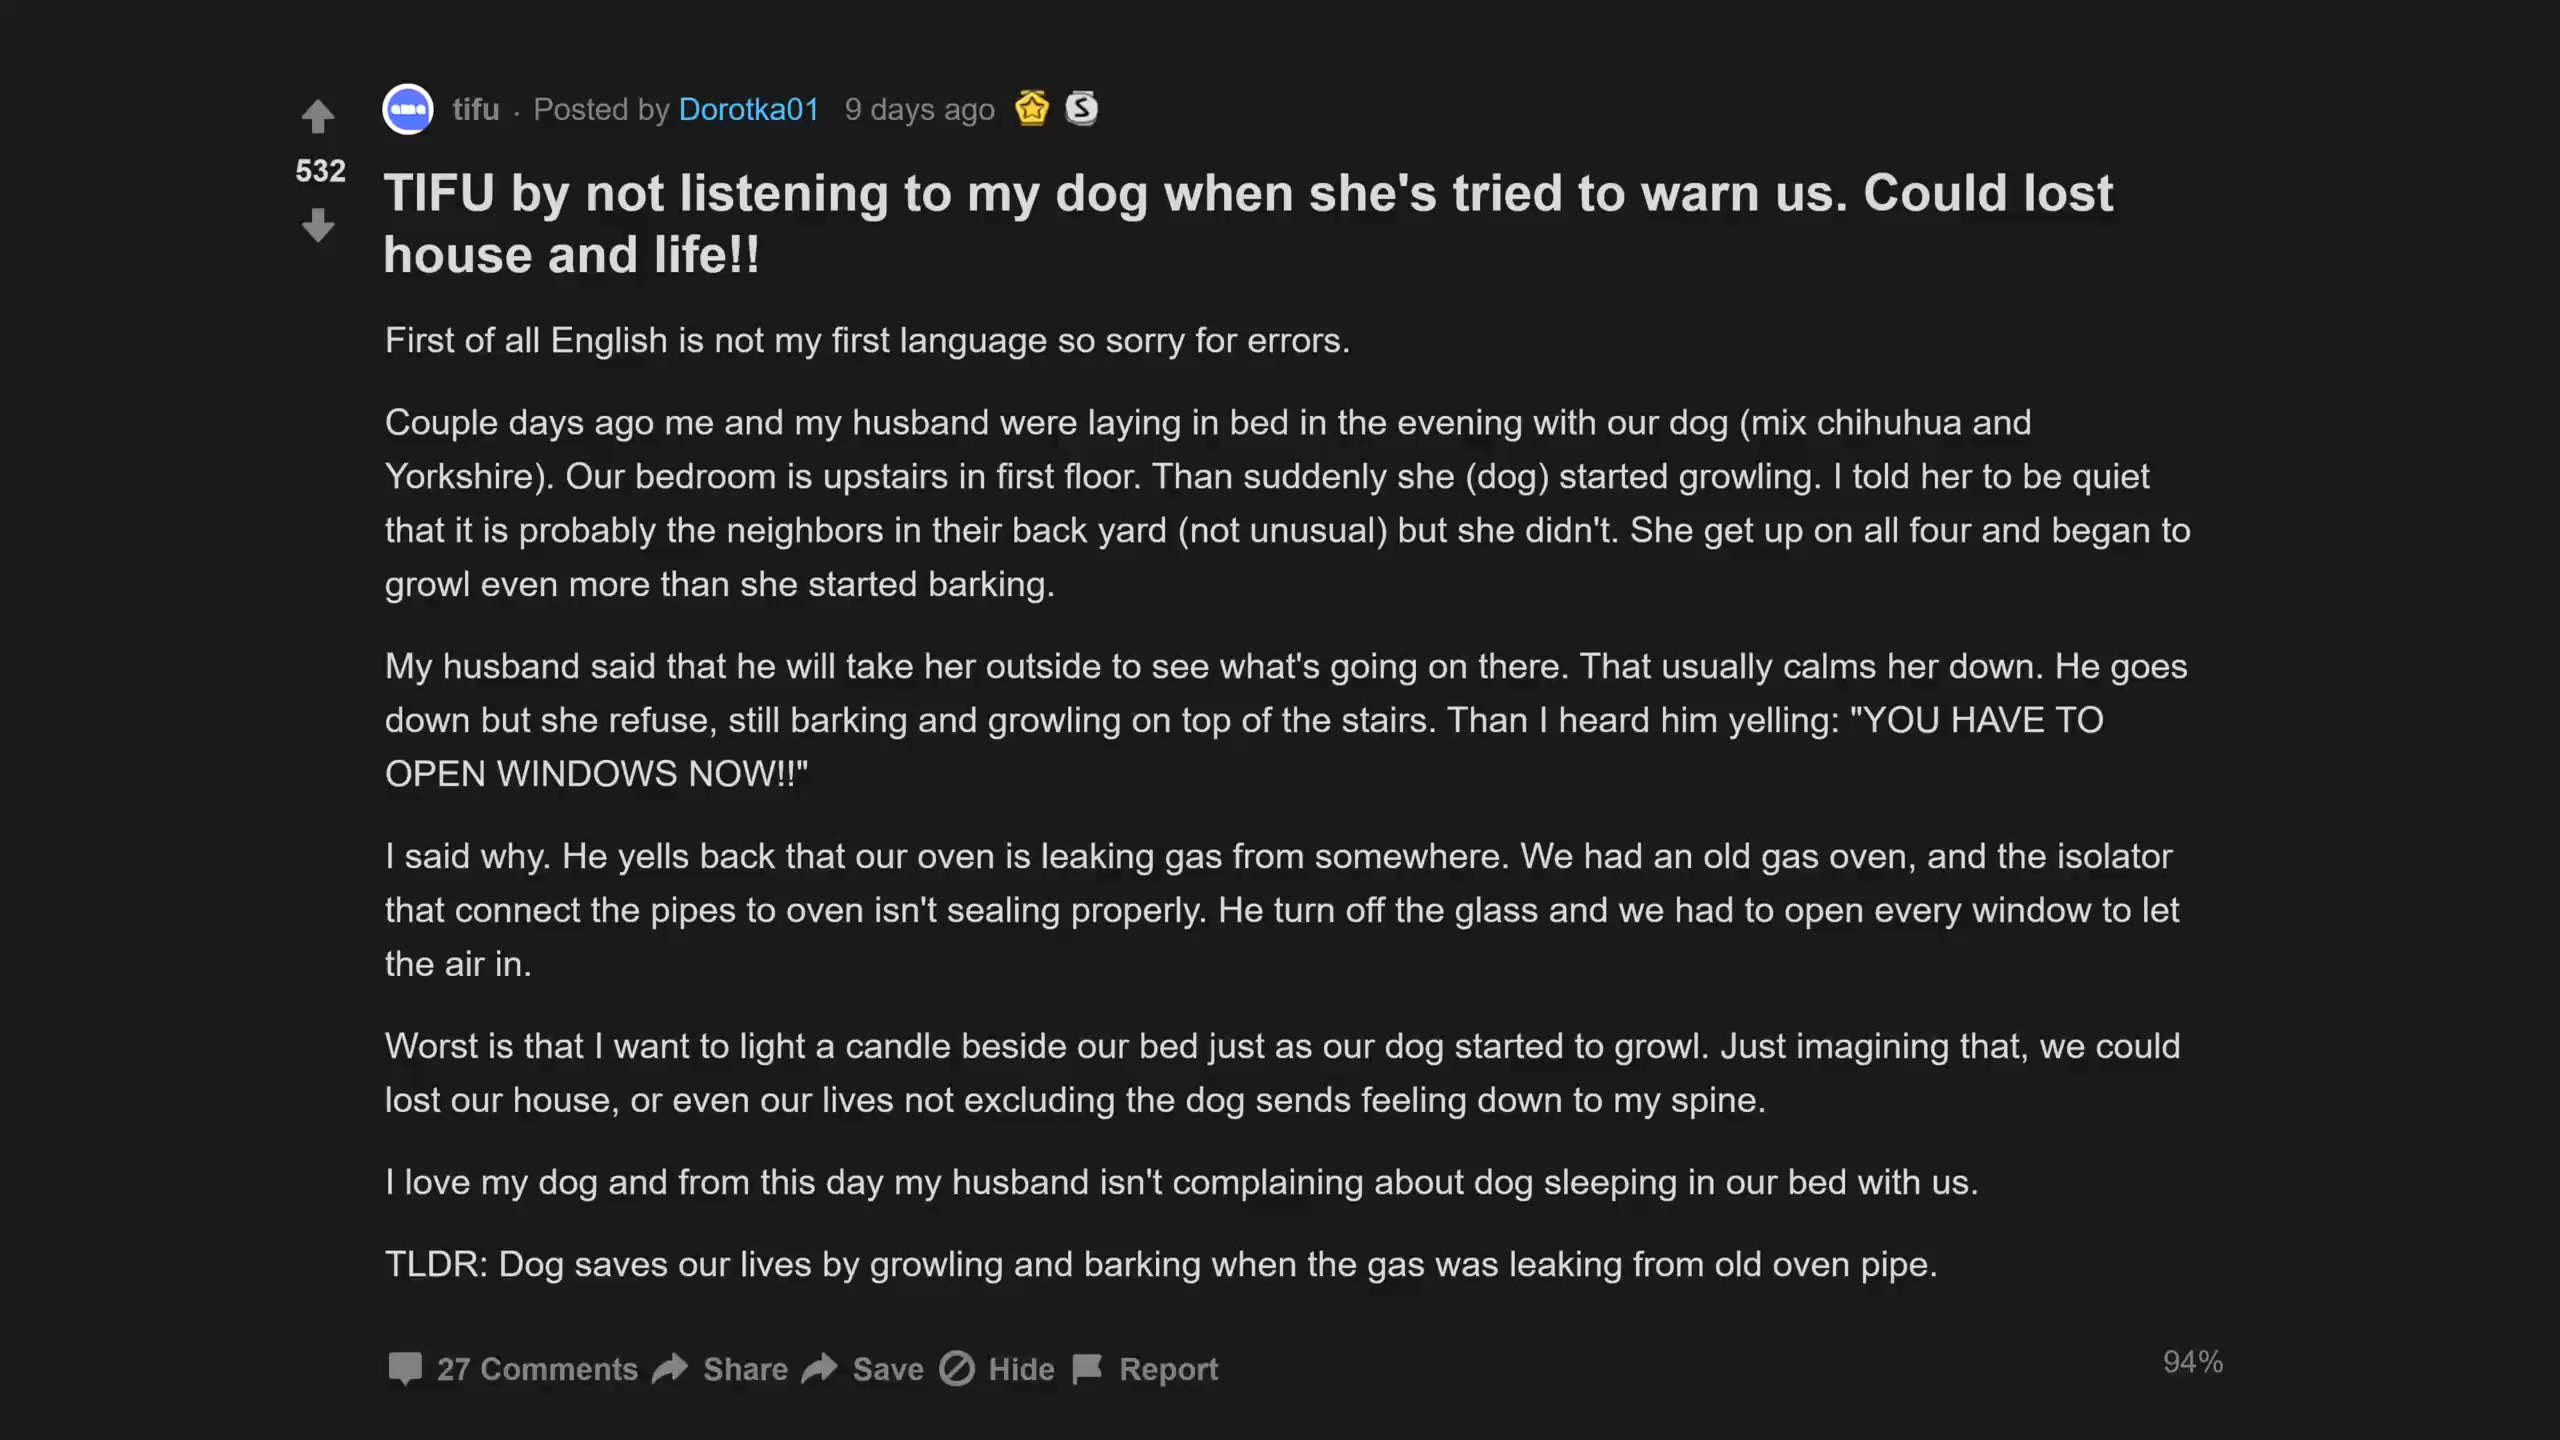 tifu · Posted by Dorotka01 9 days ago
532
TIFU by not listening to my dog when she's tried to warn us. Could lost
house and life!!
First of all English is not my first language so sorry for errors.
Couple days ago me and my husband were laying in bed in the evening with our dog (mix chihuhua and
Yorkshire). Our bedroom is upstairs in first floor. Than suddenly she (dog) started growling. I told her to be quiet
that it is probably the neighbors in their back yard (not unusual) but she didn't. She get up on all four and began to
growl even more than she started barking.
My husband said that he will take her outside to see what's going on there. That usually calms her down. He goes
down but she refuse, still barking and growling on top of the stairs. Than I heard him yelling: "YOU HAVE TO
OPEN WINDOWS NOW!!"
I said why. He yells back that our oven is leaking gas from somewhere. We had an old gas oven, and the isolator
that connect the pipes to oven isn't sealing properly. He turn off the glass and we had to open every window to let
the air in.
Worst is that I want to light a candle beside our bed just as our dog started to growl. Just imagining that, we could
lost our house, or even our lives not excluding the dog sends feeling down to my spine.
I love my dog and from this day my husband isn't complaining about dog sleeping in our bed with us.
TLDR: Dog saves our lives by growling and barking when the gas was leaking from old oven pipe.
27 Comments Share Save Hide Report
94%